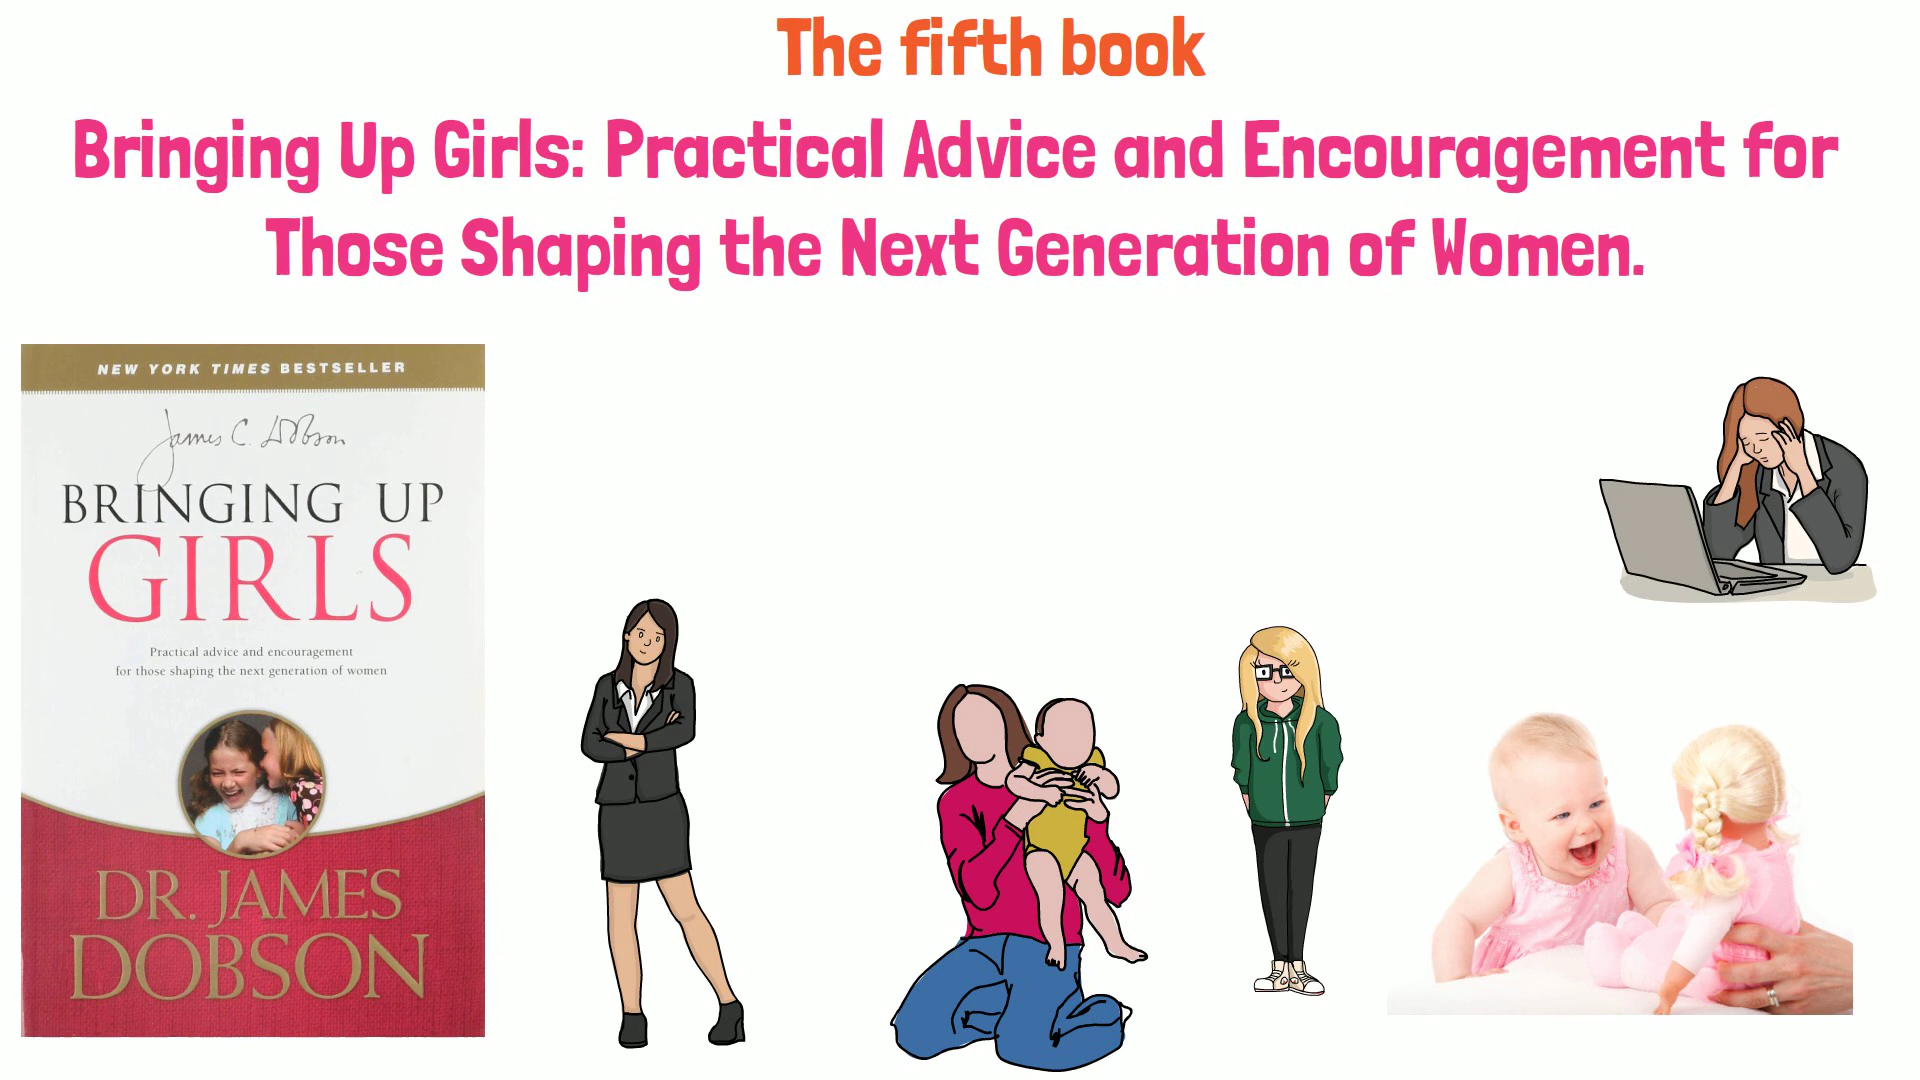 The fifth book
Bringing Up Girls: Practical Advice and Encouragement for
Those Shaping the Next Generation of Women.
NEW YORK TIMES BESTSELLER
James C. Dobson
BRINGING UP
GIRLS
Practical advice and encouragement
for those shaping the next generation of women
DR. JAMES
DOBSON